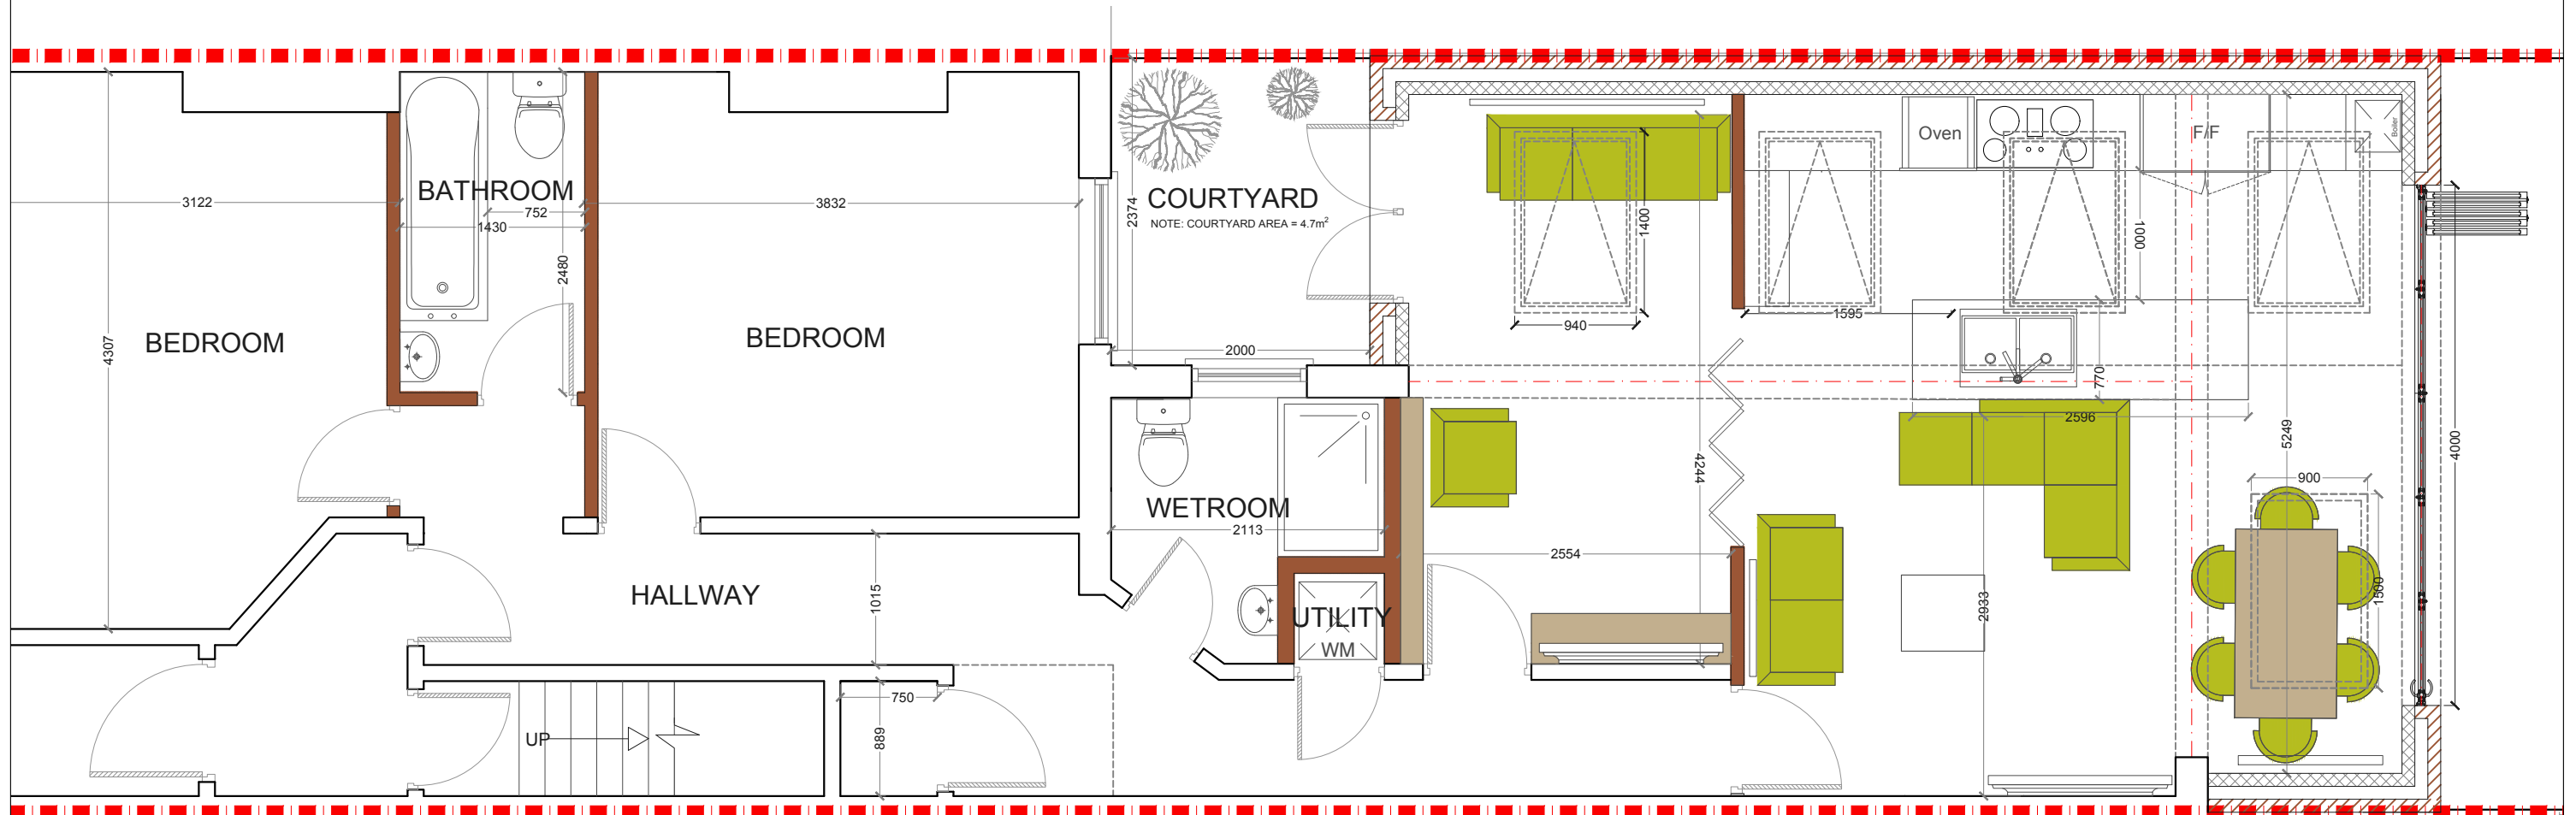 BEDROOM
3122
4307
BATHROOM
752
1430
2480
BEDROOM
3832
COURTYARD
NOTE: COURTYARD AREA = 4.7m²
2374
2000
1400
940
Oven
F/F
Boiler
1000
1595
770
2596
5249
4000
WETROOM
2113
4244
2554
900
1500
2933
HALLWAY
1015
UTILITY
WM
UP
750
889